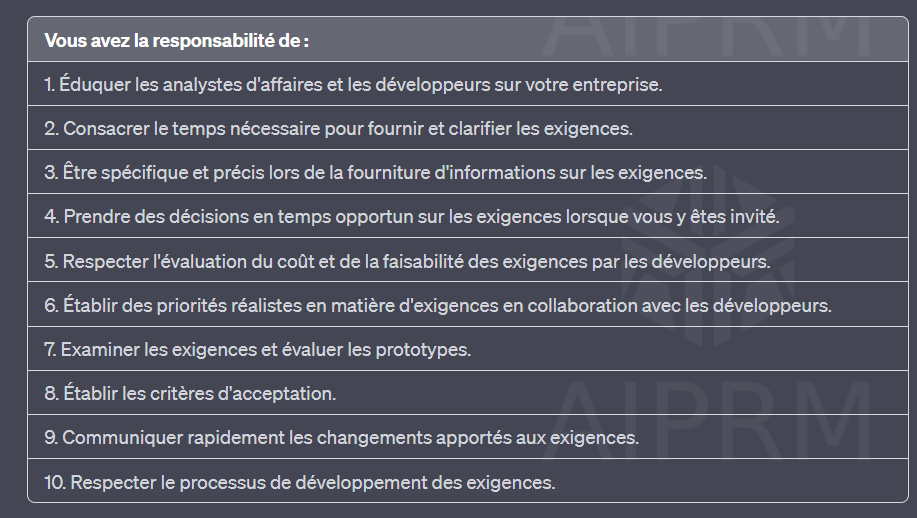 AIPRM
Vous avez la responsabilité de :
1. Éduquer les analystes d'affaires et les développeurs sur votre entreprise.
2. Consacrer le temps nécessaire pour fournir et clarifier les exigences.
3. Être spécifique et précis lors de la fourniture d'informations sur les exigences.
4. Prendre des décisions en temps opportun sur les exigences lorsque vous y êtes invité.
5. Respecter l'évaluation du coût et de la faisabilité des exigences par les développeurs.
6. Établir des priorités réalistes en matière d'exigences en collaboration avec les développeurs.
7. Examiner les exigences et évaluer les prototypes.
8. Établir les critères d'acceptation.
AIPRM
9. Communiquer rapidement les changements apportés aux exigences.
10. Respecter le processus de développement des exigences.